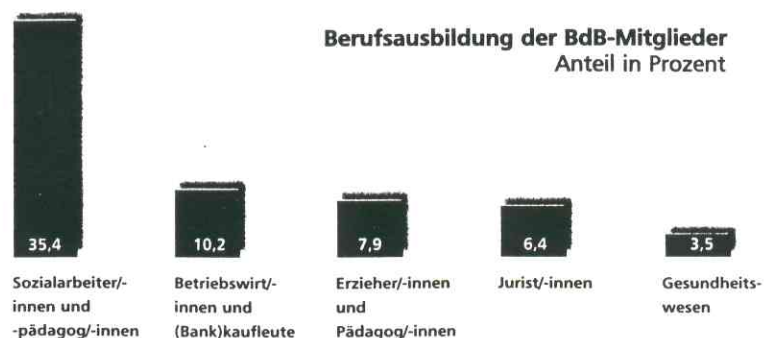 Berufsausbildung der BdB-Mitglieder
Anteil in Prozent
35,4
10,2
7,9
6,4
3,5
Sozialarbeiter/-
innen und
-pädagog/-innen
Betriebswirt/-
innen und
(Bank)kaufleute
Erzieher/-innen
und
Pädagog/-innen
Jurist/-innen
Gesundheits-
wesen